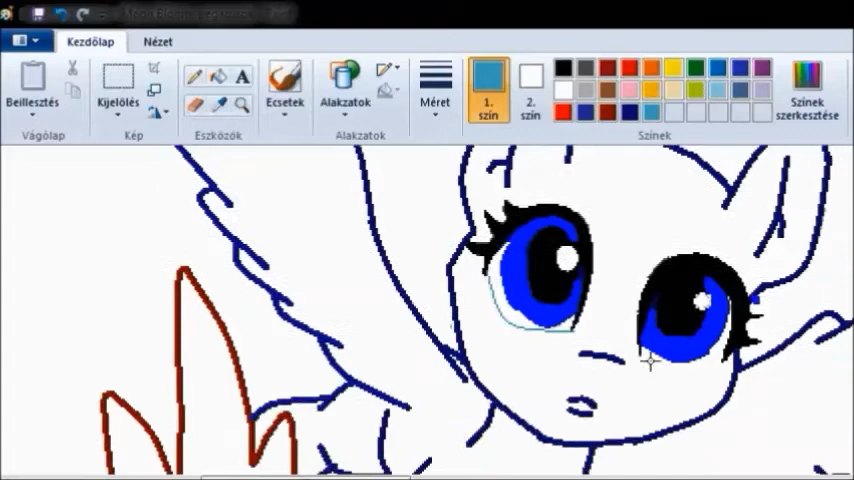 Kezdőlap Nézet
Beillesztés
Kijelölés
A
Ecsetek
Alakzatok
Méret
1.
szín
2.
szín
Színek
szerkesztése
Vágólap Kép Eszközök Alakzatok Színek